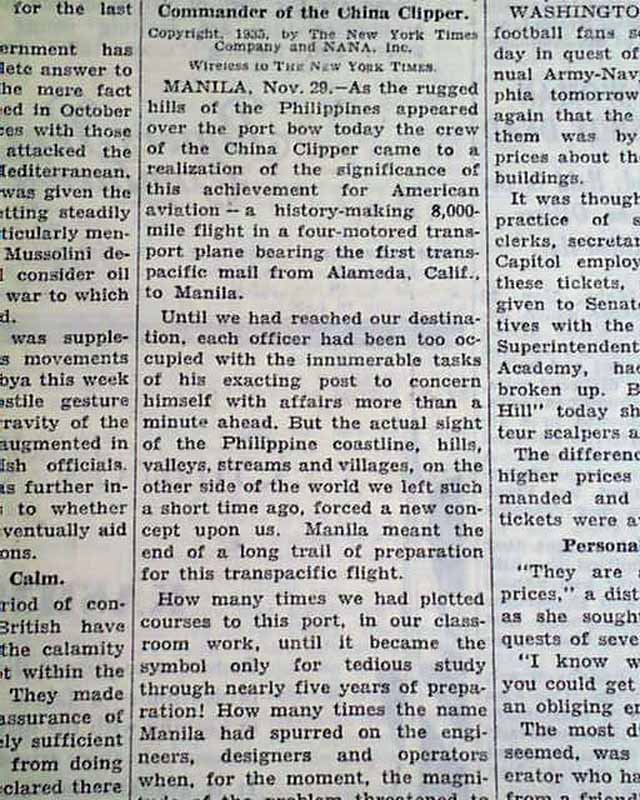 for the last
ernment has
lete answer to
the mere fact
ed in October
ces with those
attacked the
Mediterranean.
was given the
etting steadily
ticularly men-
Mussolini de-
consider oil
war to which
d.
was supple-
s movements
bya this week
stile gesture
ravity of the
augmented in
ish officials.
as further in-
to whether
ventually aid
ons.
Calm.
riod of con-
British have
the calamity
ot within the
They made
assurance of
ely sufficient
from doing
clared there
Commander of the China Clipper.
Copyright, 1935, by The New York Times
Company and NANA, Inc.
Wireless to THE NEW YORK TIMES.
MANILA, Nov. 29.—As the rugged
hills of the Philippines appeared
over the port bow today the crew
of the China Clipper came to a
realization of the significance of
this achievement for American
aviation—a history-making 8,000-
mile flight in a four-motored trans-
port plane bearing the first trans-
pacific mail from Alameda, Calif.,
to Manila.
Until we had reached our destina-
tion, each officer had been too oc-
cupied with the innumerable tasks
of his exacting post to concern
himself with affairs more than a
minute ahead. But the actual sight
of the Philippine coastline, hills,
valleys, streams and villages, on the
other side of the world we left such
a short time ago, forced a new con-
cept upon us. Manila meant the
end of a long trail of preparation
for this transpacific flight.
How many times we had plotted
courses to this port, in our class-
room work, until it became the
symbol only for tedious study
through nearly five years of prepa-
ration! How many times the name
Manila had spurred on the engi-
neers, designers and operators
when, for the moment, the magni-
tude of the problem threatened to
WASHINGTO
football fans s
day in quest of
nual Army-Nav
phia tomorrow
again that the
them was by
prices about th
buildings.
It was though
practice of s
clerks, secretar
Capitol employ
these tickets,
given to Senat
tives with the
Superintendent
Academy, ha
broken up. B
Hill" today sh
teur scalpers a
The differenc
higher prices
manded and
tickets were a
Persona
"They are
prices," a dist
as she sough
quests of seve
"I know w
you could get
an obliging e
The most d
seemed, was
erator who ha
from a friend